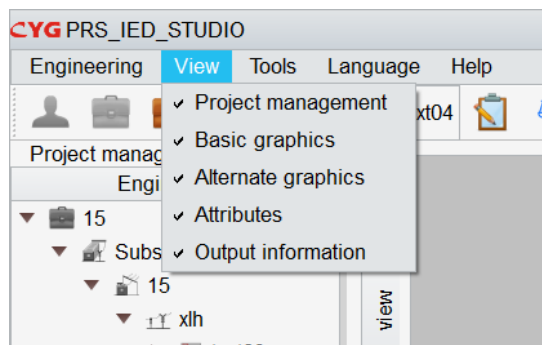 CYG PRS_IED_STUDIO
Engineering View Tools Language Help
Project management
xt04
Basic graphics
Project manag
Alternate graphics
Engi
Attributes
15
Output information
Subs
15
xlh
view